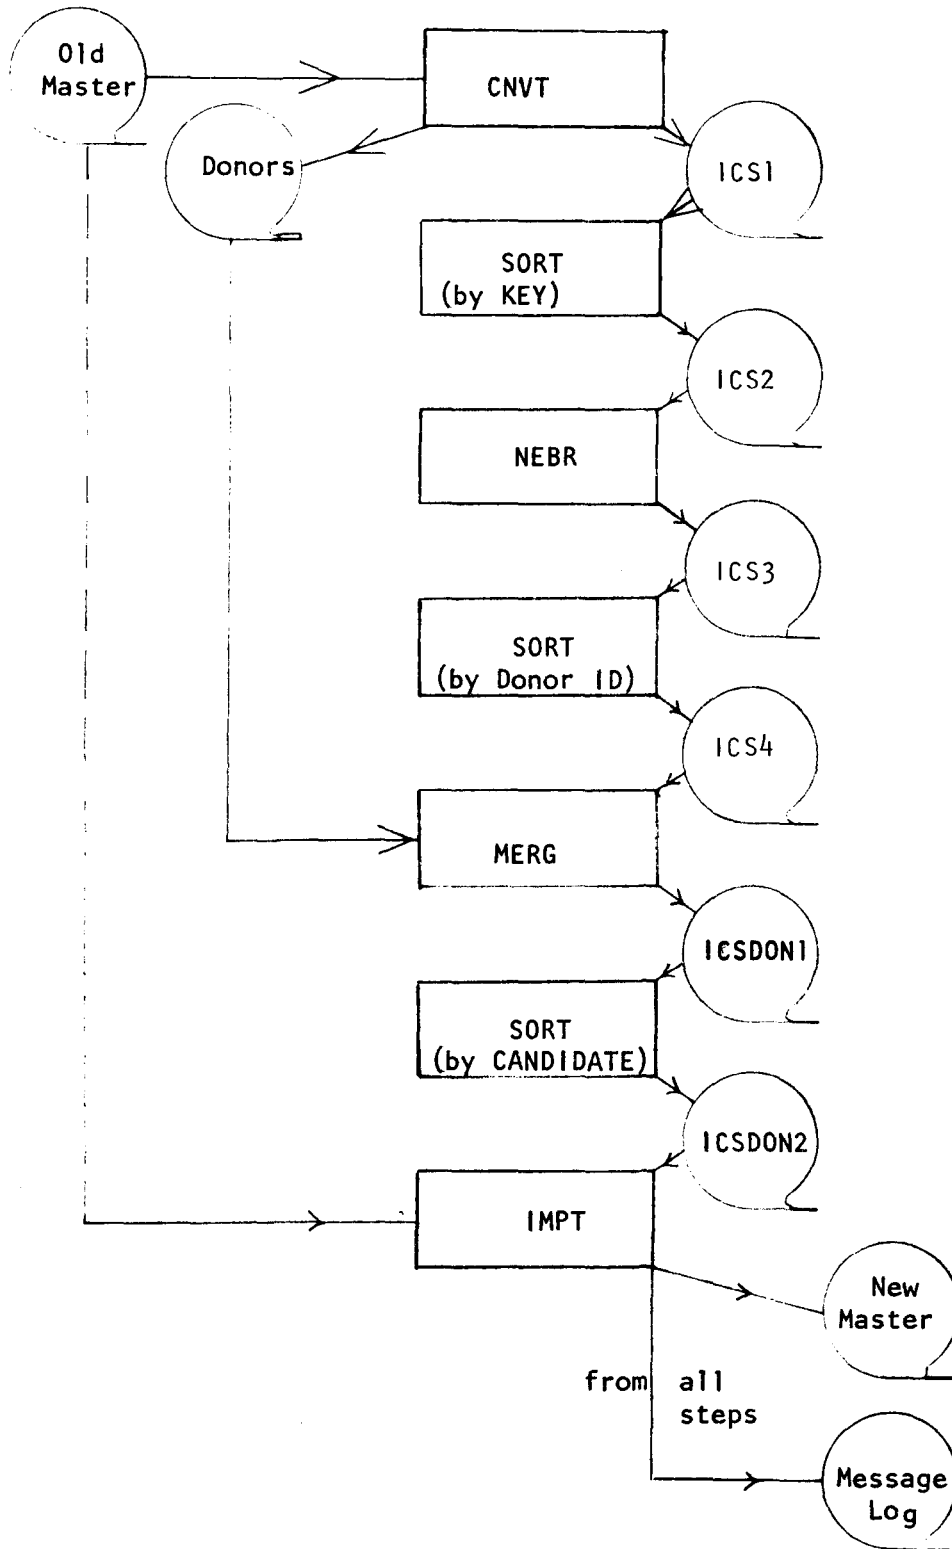 Old
Master
CNVT
Donors
ICS1
SORT
(by KEY)
ICS2
NEBR
ICS3
SORT
(by Donor ID)
ICS4
MERG
ICSDON1
SORT
(by CANDIDATE)
ICSDON2
IMPT
New
Master
from all
steps
Message
Log